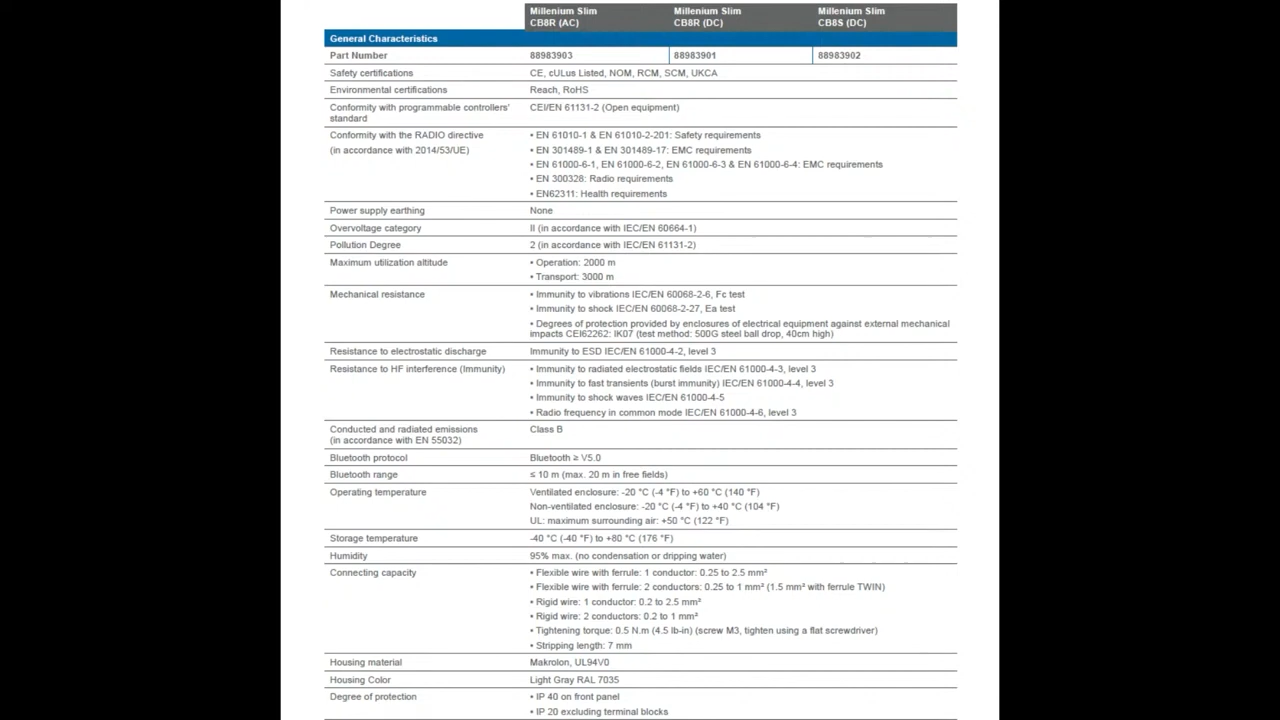 Millenium Slim Millenium Slim Millenium Slim
CB8R (AC) CB8R (DC) CB8S (DC)
General Characteristics
Part Number 88983903 88983901 88983902
Safety certifications CE, cULus Listed, NOM, RCM, SCM, UKCA
Environmental certifications Reach, RoHS
Conformity with programmable controllers' CEI/EN 61131-2 (Open equipment)
standard
Conformity with the RADIO directive • EN 61010-1 & EN 61010-2-201: Safety requirements
(in accordance with 2014/53/UE) • EN 301489-1 & EN 301489-17: EMC requirements
• EN 61000-6-1, EN 61000-6-2, EN 61000-6-3 & EN 61000-6-4: EMC requirements
• EN 300328: Radio requirements
• EN62311: Health requirements
Power supply earthing None
Overvoltage category II (in accordance with IEC/EN 60664-1)
Pollution Degree 2 (in accordance with IEC/EN 61131-2)
Maximum utilization altitude • Operation: 2000 m
• Transport: 3000 m
Mechanical resistance • Immunity to vibrations IEC/EN 60068-2-6, Fc test
• Immunity to shock IEC/EN 60068-2-27, Ea test
• Degrees of protection provided by enclosures of electrical equipment against external mechanical
impacts CEI62262: IK07 (test method: 500G steel ball drop, 40cm high)
Resistance to electrostatic discharge Immunity to ESD IEC/EN 61000-4-2, level 3
Resistance to HF interference (Immunity) • Immunity to radiated electrostatic fields IEC/EN 61000-4-3, level 3
• Immunity to fast transients (burst immunity) IEC/EN 61000-4-4, level 3
• Immunity to shock waves IEC/EN 61000-4-5
• Radio frequency in common mode IEC/EN 61000-4-6, level 3
Conducted and radiated emissions Class B
(in accordance with EN 55032)
Bluetooth protocol Bluetooth ≥ V5.0
Bluetooth range ≤ 10 m (max. 20 m in free fields)
Operating temperature Ventilated enclosure: -20 °C (-4 °F) to +60 °C (140 °F)
Non-ventilated enclosure: -20 °C (-4 °F) to +40 °C (104 °F)
UL: maximum surrounding air: +50 °C (122 °F)
Storage temperature -40 °C (-40 °F) to +80 °C (176 °F)
Humidity 95% max. (no condensation or dripping water)
Connecting capacity • Flexible wire with ferrule: 1 conductor: 0.25 to 2.5 mm²
• Flexible wire with ferrule: 2 conductors: 0.25 to 1 mm² (1.5 mm² with ferrule TWIN)
• Rigid wire: 1 conductor: 0.2 to 2.5 mm²
• Rigid wire: 2 conductors: 0.2 to 1 mm²
• Tightening torque: 0.5 N.m (4.5 lb-in) (screw M3, tighten using a flat screwdriver)
• Stripping length: 7 mm
Housing material Makrolon, UL94V0
Housing Color Light Gray RAL 7035
Degree of protection • IP 40 on front panel
• IP 20 excluding terminal blocks